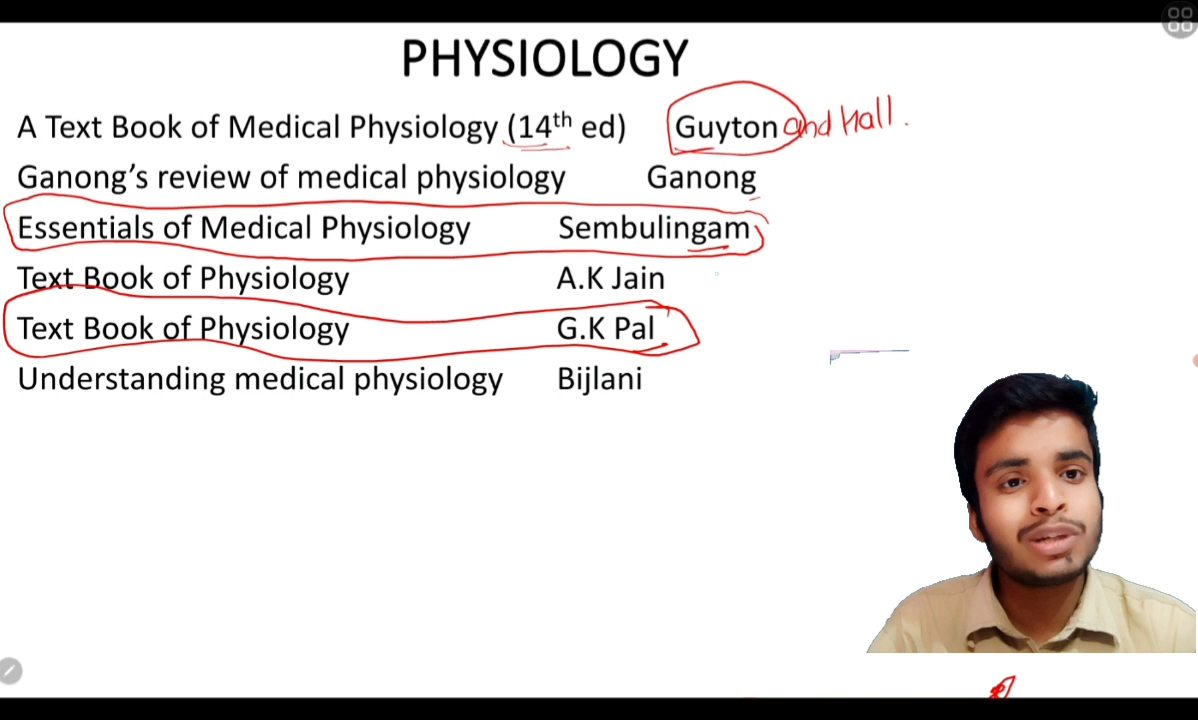 PHYSIOLOGY
A Text Book of Medical Physiology (14th ed) Guyton and Hall.
Ganong’s review of medical physiology Ganong
Essentials of Medical Physiology Sembulingam
Text Book of Physiology A.K Jain
Text Book of Physiology G.K Pal
Understanding medical physiology Bijlani